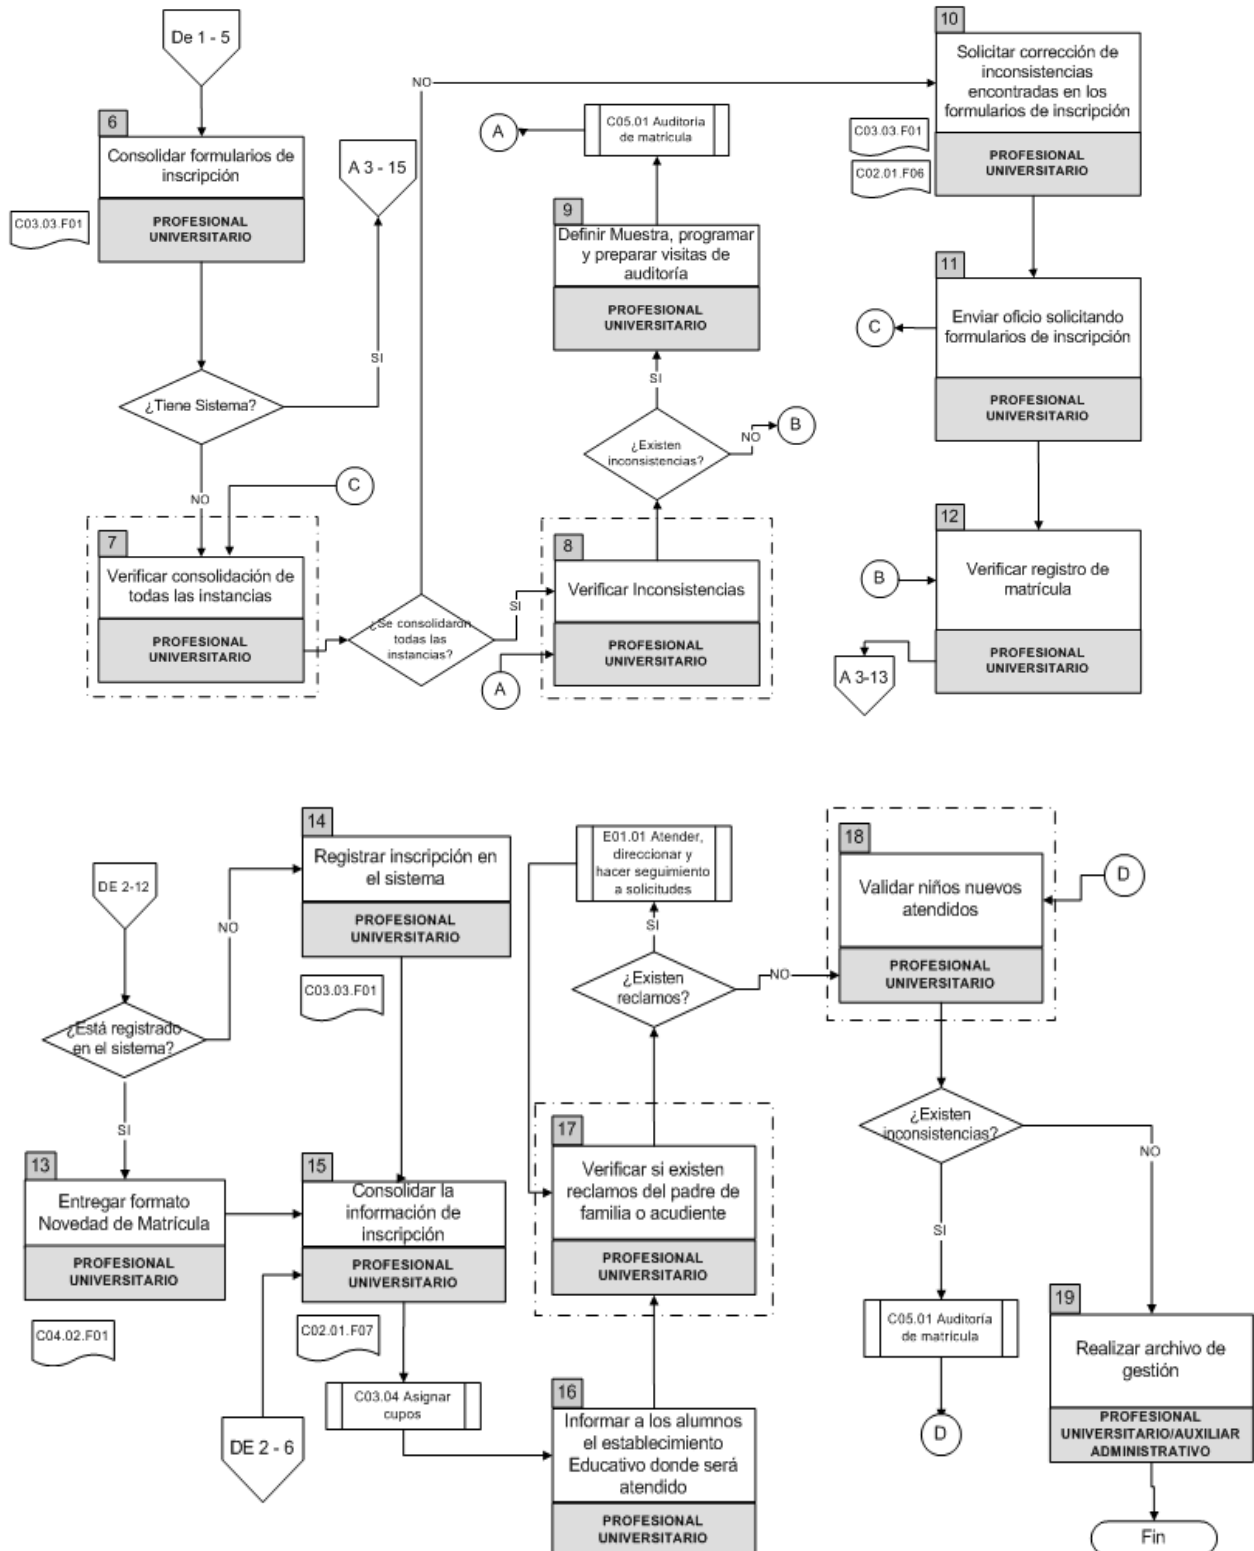 De 1 - 5
6
Consolidar formularios de
inscripción
PROFESIONAL
UNIVERSITARIO
C03.03.F01
A 3 - 15
¿Tiene Sistema?
SI
NO
C
7
Verificar consolidación de
todas las instancias
PROFESIONAL
UNIVERSITARIO
¿Se consolidaron
todas las
instancias?
NO
SI
A
8
Verificar Inconsistencias
PROFESIONAL
UNIVERSITARIO
¿Existen
inconsistencias?
NO
B
SI
9
Definir Muestra, programar
y preparar visitas de
auditoría
PROFESIONAL
UNIVERSITARIO
C05.01 Auditoría
de matrícula
A
10
Solicitar corrección de
inconsistencias
encontradas en los
formularios de inscripción
PROFESIONAL
UNIVERSITARIO
C03.03.F01
C02.01.F06
11
Enviar oficio solicitando
formularios de inscripción
PROFESIONAL
UNIVERSITARIO
C
12
Verificar registro de
matrícula
PROFESIONAL
UNIVERSITARIO
B
A 3-13
DE 2-12
¿Está registrado
en el sistema?
NO
SI
14
Registrar inscripción en
el sistema
PROFESIONAL
UNIVERSITARIO
C03.03.F01
13
Entregar formato
Novedad de Matrícula
PROFESIONAL
UNIVERSITARIO
C04.02.F01
15
Consolidar la
información de
inscripción
PROFESIONAL
UNIVERSITARIO
C02.01.F07
DE 2 - 6
C03.04 Asignar
cupos
16
Informar a los alumnos
el establecimiento
Educativo donde será
atendido
PROFESIONAL
UNIVERSITARIO
17
Verificar si existen
reclamos del padre de
familia o acudiente
PROFESIONAL
UNIVERSITARIO
¿Existen
reclamos?
SI
NO
E01.01 Atender,
direccionar y
hacer seguimiento
a solicitudes
18
Validar niños nuevos
atendidos
PROFESIONAL
UNIVERSITARIO
D
¿Existen
inconsistencias?
SI
NO
C05.01 Auditoría
de matrícula
D
19
Realizar archivo de
gestión
PROFESIONAL
UNIVERSITARIO/AUXILIAR
ADMINISTRATIVO
Fin